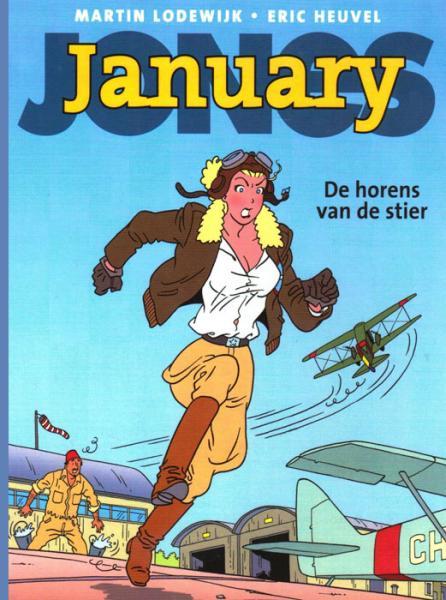 MARTIN LODEWIJK • ERIC HEUVEL
JONES
January
De horens
van de stier
CH